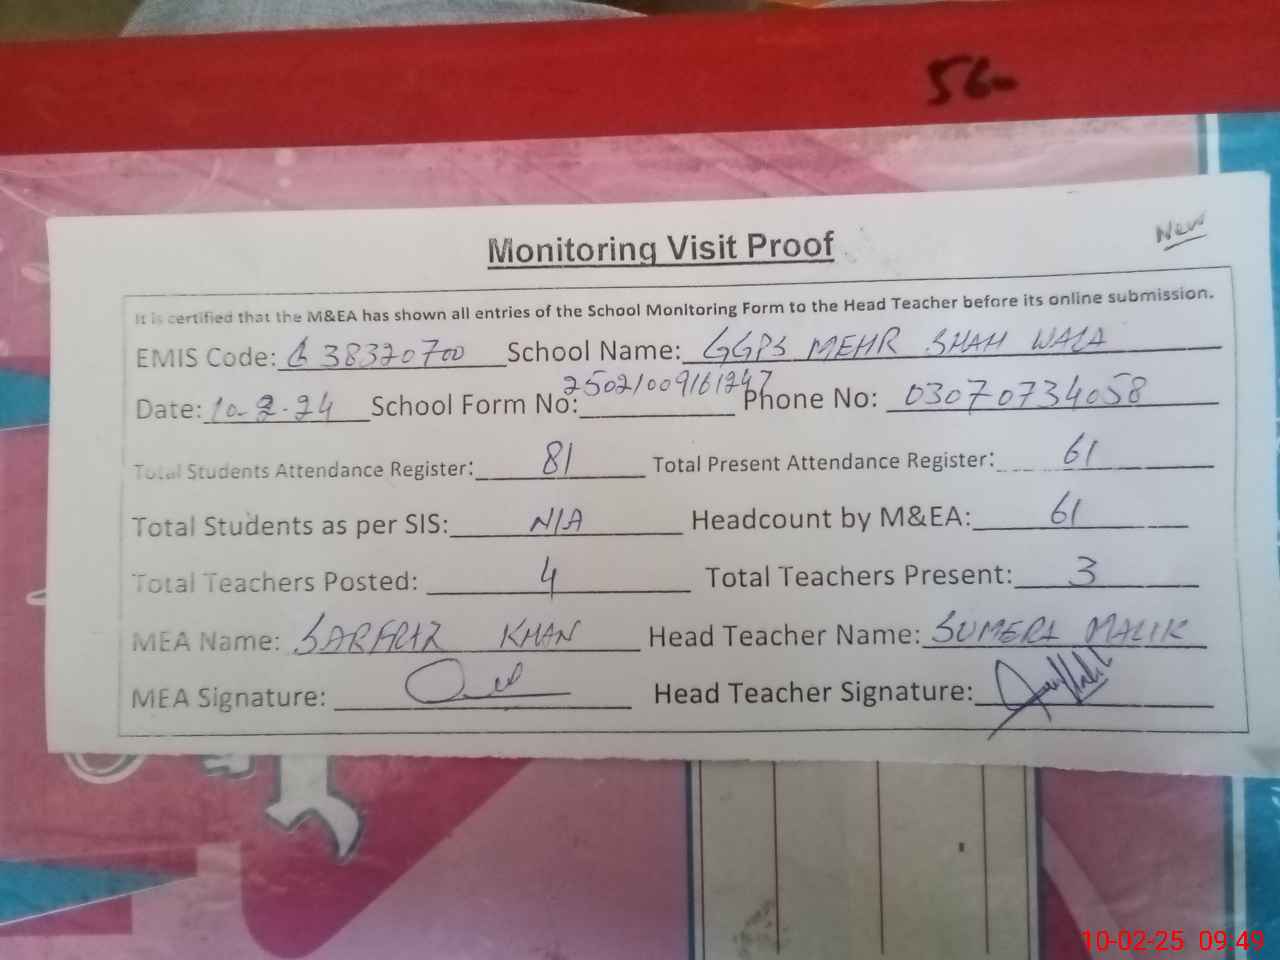 56
New
Monitoring Visit Proof
It is certified that the M&EA has shown all entries of the School Monitoring Form to the Head Teacher before its online submission.
EMIS Code: 38320700 School Name: GGPS MEHR SHAH WALA
Date: 10-2-24 School Form No: 25021009161247 Phone No: 03070734058
Total Students Attendance Register: 81 Total Present Attendance Register: 61
Total Students as per SIS: N/A Headcount by M&EA: 61
Total Teachers Posted: 4 Total Teachers Present: 3
MEA Name: SARFRAZ KHAN Head Teacher Name: SUMERA MALIK
MEA Signature: Head Teacher Signature:
10-02-25 09:49